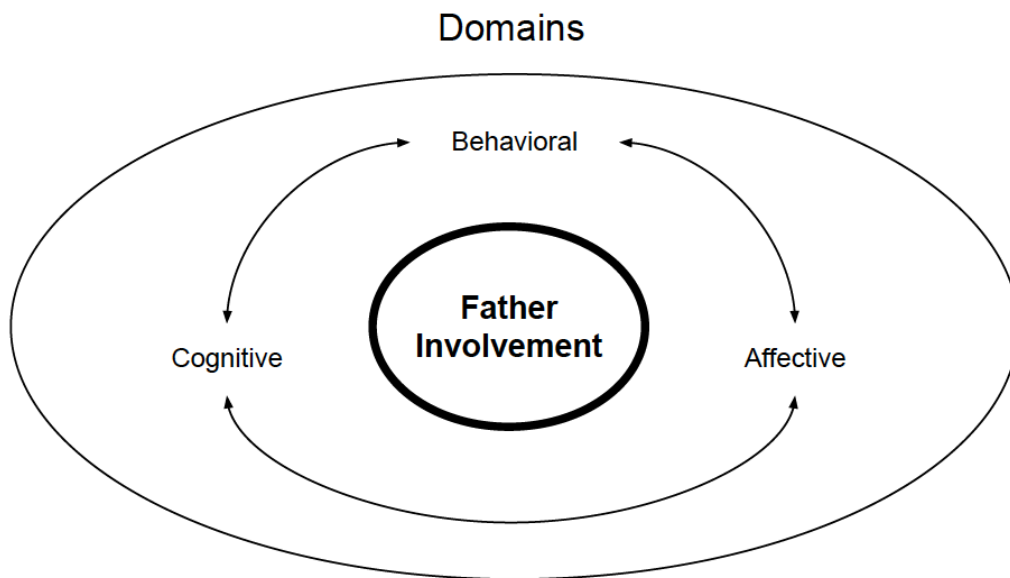 Domains
Behavioral
Father
Involvement
Cognitive
Affective